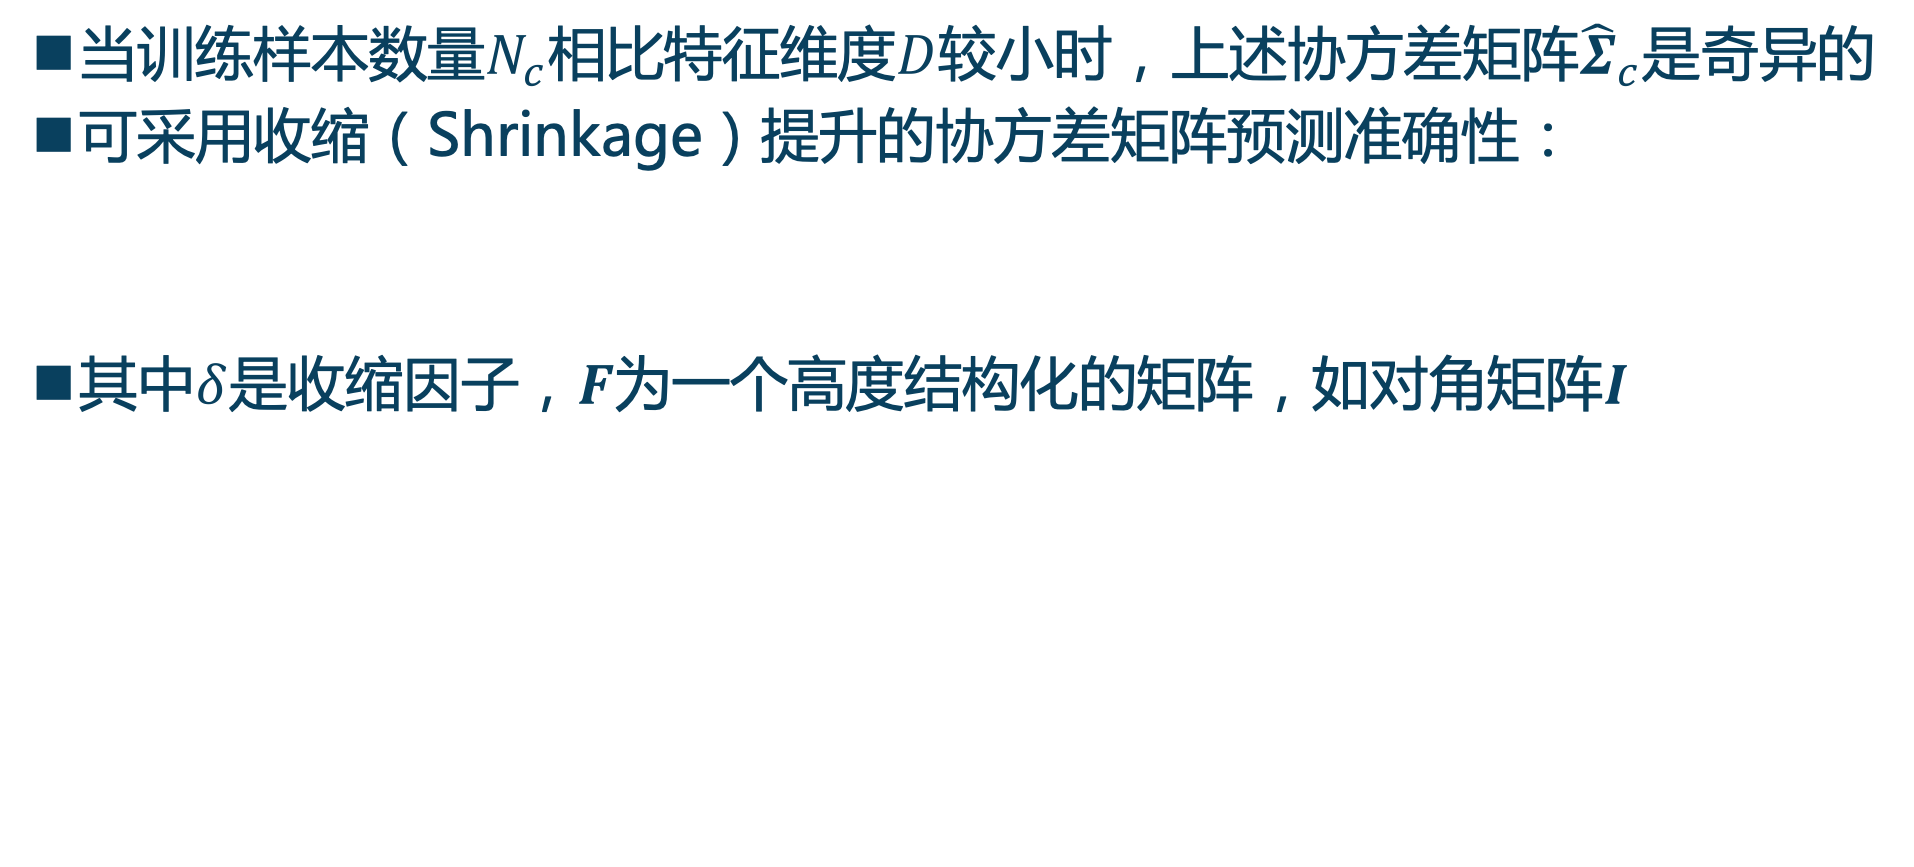 ■当训练样本数量N_c相比特征维度D较小时，上述协方差矩阵Σ̂_c是奇异的
■可采用收缩（Shrinkage）提升的协方差矩阵预测准确性：
■其中δ是收缩因子，F为一个高度结构化的矩阵，如对角矩阵I